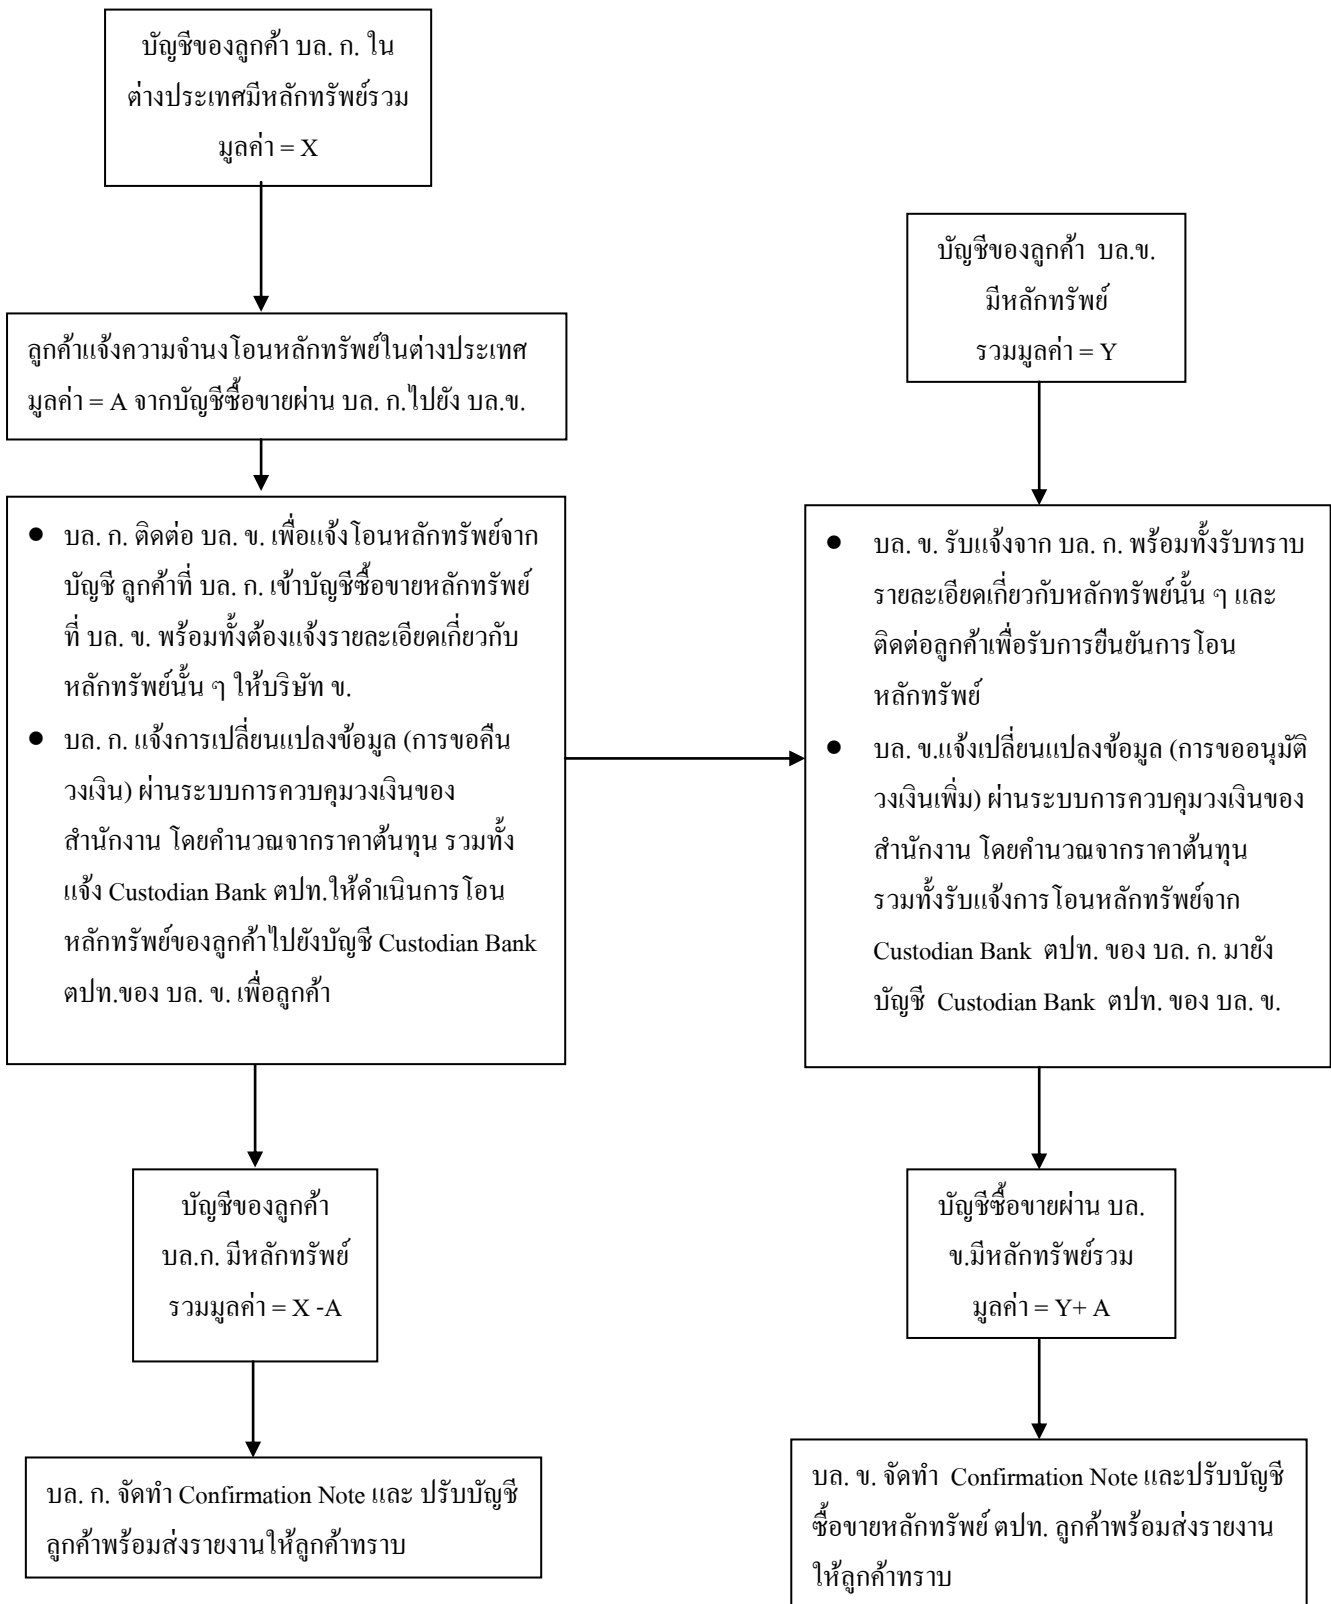 บัญชีของลูกค้า บล. ก. ใน
ต่างประเทศมีหลักทรัพย์รวม
มูลค่า = X
ลูกค้าแจ้งความจำนงโอนหลักทรัพย์ในต่างประเทศ
มูลค่า = A จากบัญชีซื้อขายผ่าน บล. ก.ไปยัง บล.ข.
● บล. ก. ติดต่อ บล. ข. เพื่อแจ้งโอนหลักทรัพย์จาก
บัญชี ลูกค้าที่ บล. ก. เข้าบัญชีซื้อขายหลักทรัพย์
ที่ บล. ข. พร้อมทั้งต้องแจ้งรายละเอียดเกี่ยวกับ
หลักทรัพย์นั้น ๆ ให้บริษัท ข.
● บล. ก. แจ้งการเปลี่ยนแปลงข้อมูล (การขอคืน
วงเงิน) ผ่านระบบการควบคุมวงเงินของ
สำนักงาน โดยคำนวณจากราคาต้นทุน รวมทั้ง
แจ้ง Custodian Bank ตปท.ให้ดำเนินการโอน
หลักทรัพย์ของลูกค้าไปยังบัญชี Custodian Bank
ตปท.ของ บล. ข. เพื่อลูกค้า
บัญชีของลูกค้า
บล.ก. มีหลักทรัพย์
รวมมูลค่า = X -A
บล. ก. จัดทำ Confirmation Note และ ปรับบัญชี
ลูกค้าพร้อมส่งรายงานให้ลูกค้าทราบ
บัญชีของลูกค้า บล.ข.
มีหลักทรัพย์
รวมมูลค่า = Y
● บล. ข. รับแจ้งจาก บล. ก. พร้อมทั้งรับทราบ
รายละเอียดเกี่ยวกับหลักทรัพย์นั้น ๆ และ
ติดต่อลูกค้าเพื่อรับการยืนยันการโอน
หลักทรัพย์
● บล. ข.แจ้งเปลี่ยนแปลงข้อมูล (การขออนุมัติ
วงเงินเพิ่ม) ผ่านระบบการควบคุมวงเงินของ
สำนักงาน โดยคำนวณจากราคาต้นทุน
รวมทั้งรับแจ้งการโอนหลักทรัพย์จาก
Custodian Bank ตปท. ของ บล. ก. มายัง
บัญชี Custodian Bank ตปท. ของ บล. ข.
บัญชีซื้อขายผ่าน บล.
ข.มีหลักทรัพย์รวม
มูลค่า = Y+ A
บล. ข. จัดทำ Confirmation Note และปรับบัญชี
ซื้อขายหลักทรัพย์ ตปท. ลูกค้าพร้อมส่งรายงาน
ให้ลูกค้าทราบ